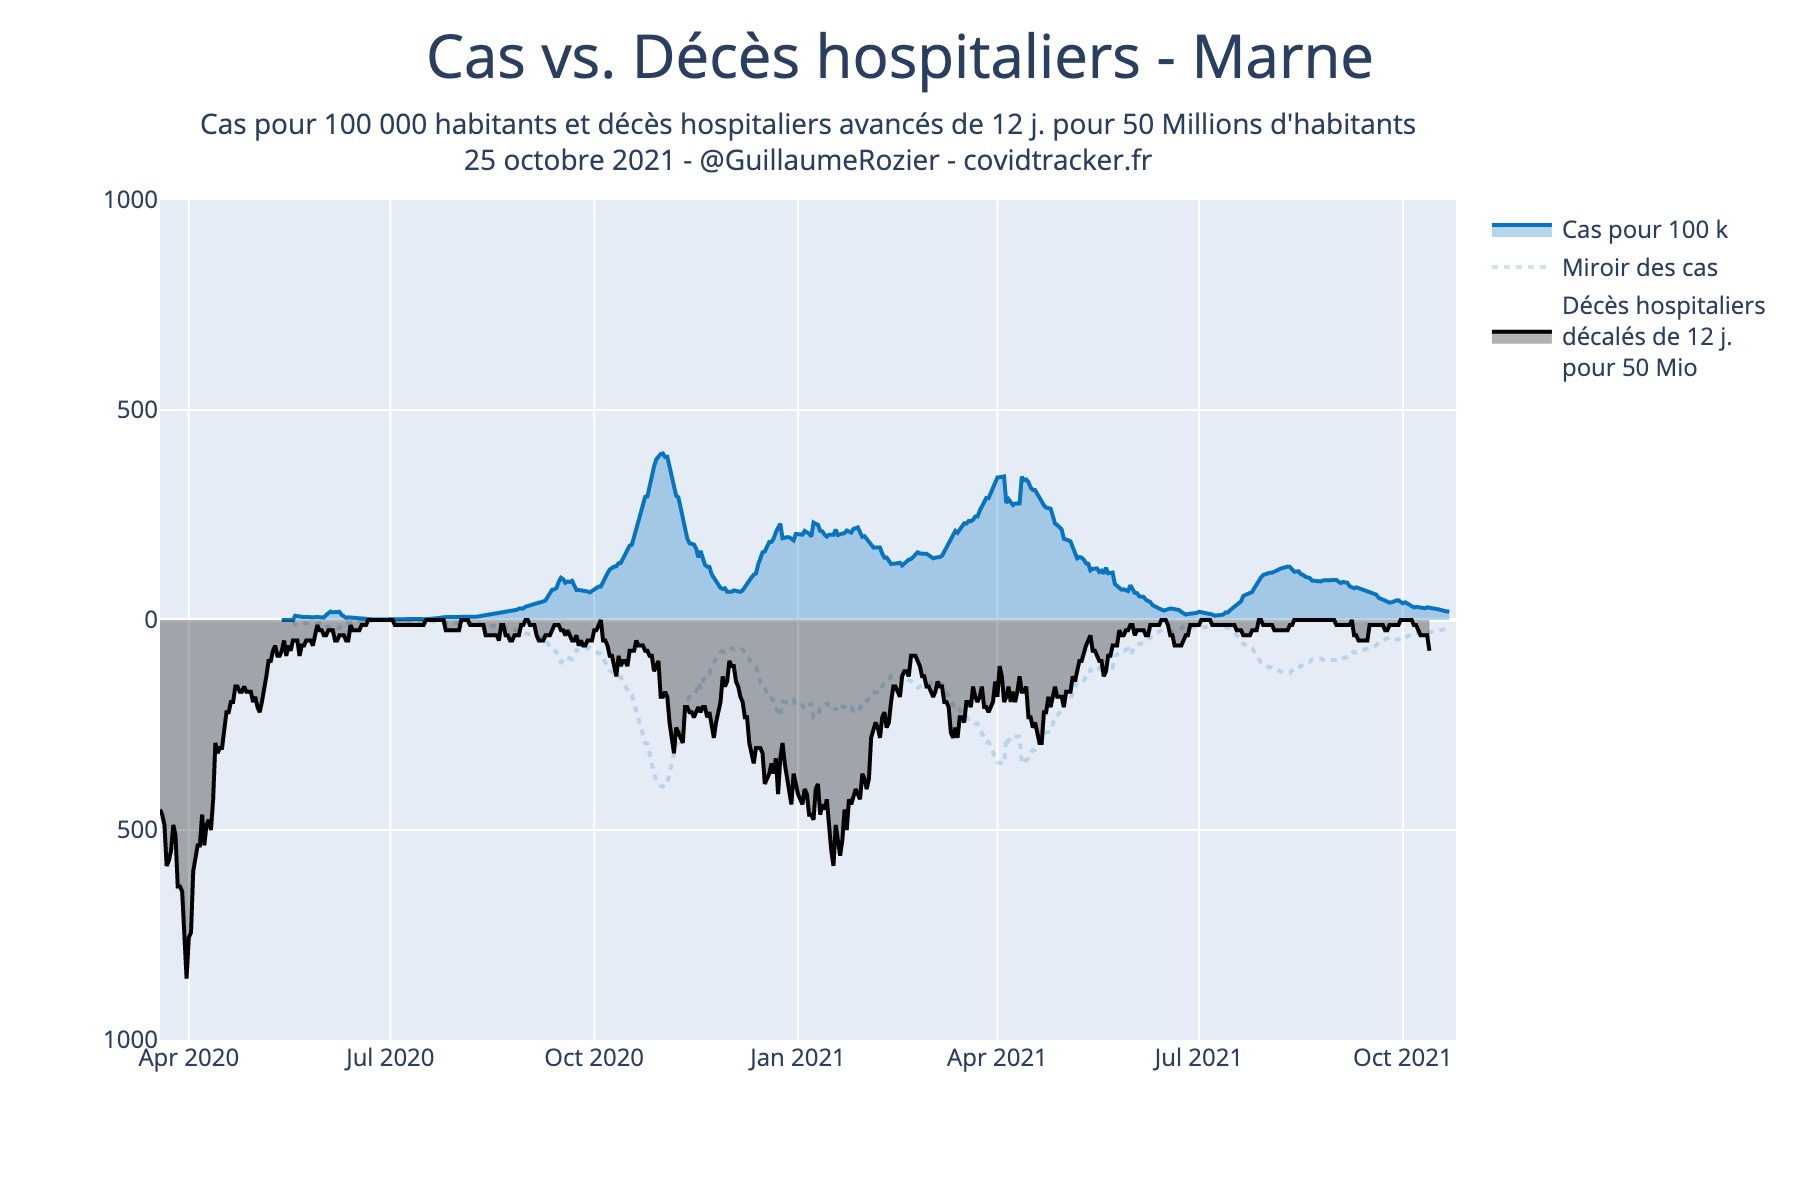 Cas vs. Décès hospitaliers - Marne
Cas pour 100 000 habitants et décès hospitaliers avancés de 12 j. pour 50 Millions d'habitants
25 octobre 2021 - @GuillaumeRozier - covidtracker.fr
1000
500
0
500
1000
Apr 2020
Jul 2020
Oct 2020
Jan 2021
Apr 2021
Jul 2021
Oct 2021
Cas pour 100 k
Miroir des cas
Décès hospitaliers
décalés de 12 j.
pour 50 Mio